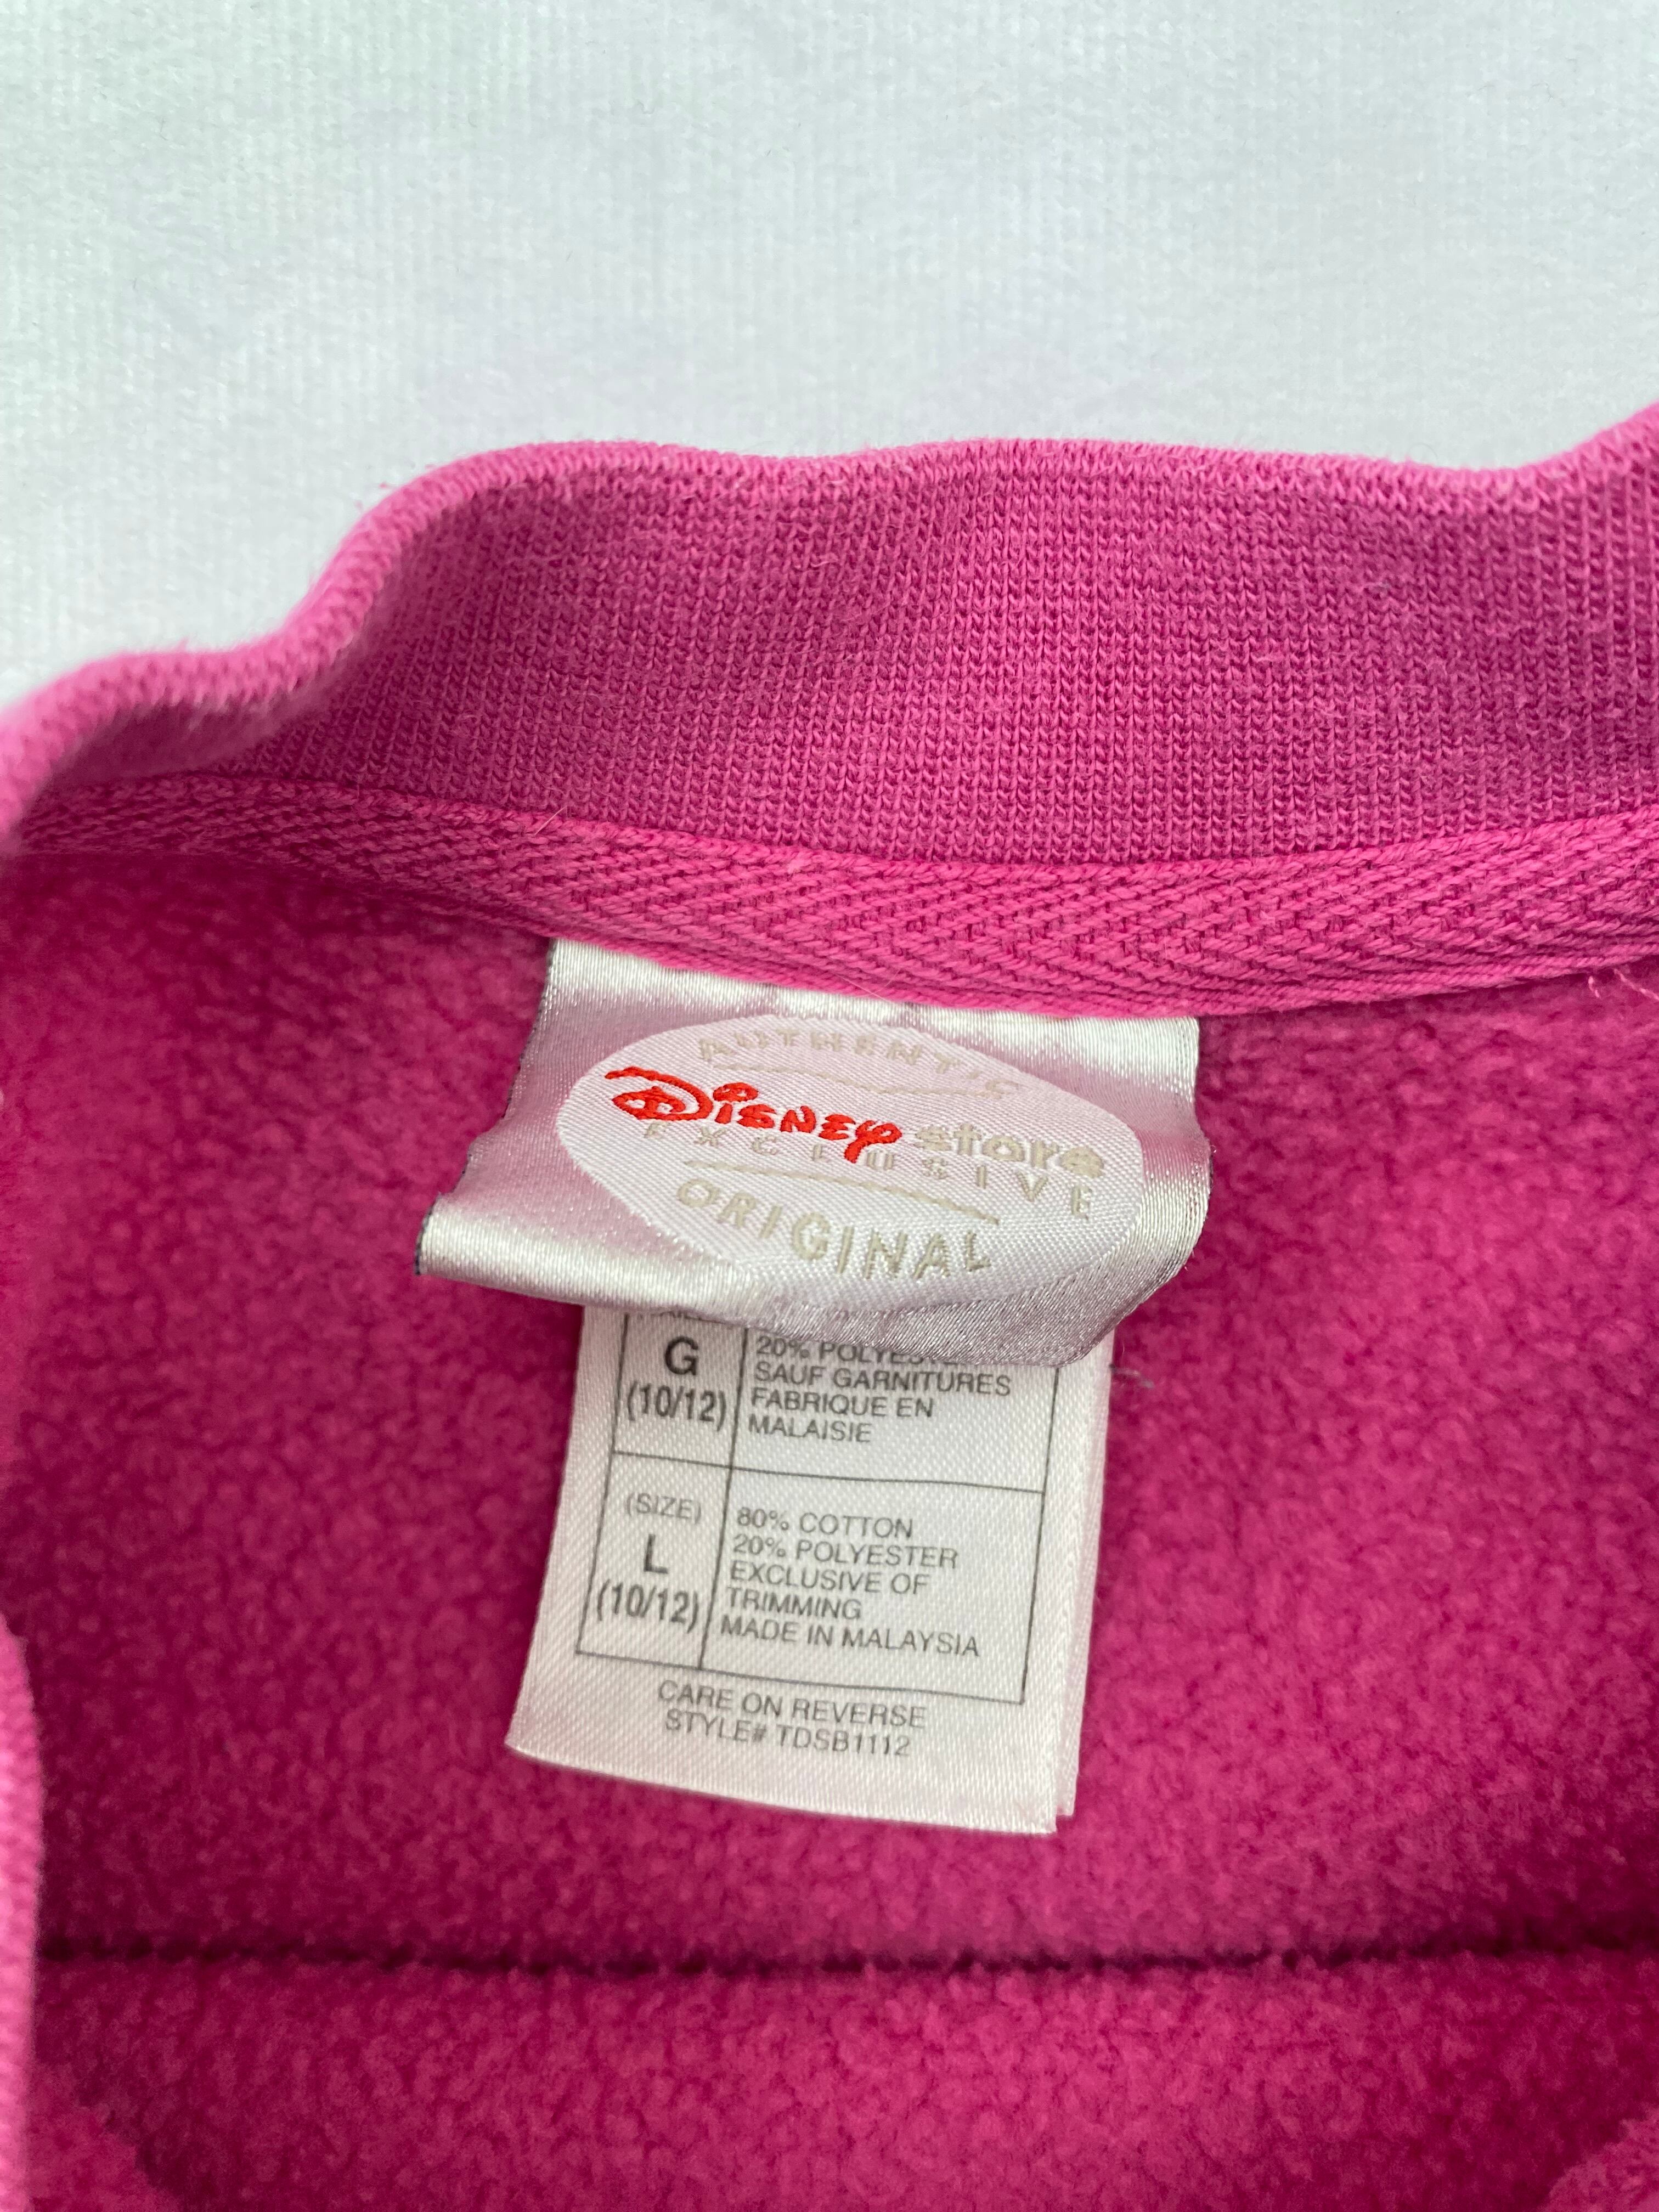 AUTHENTIC
Disney store
EXCLUSIVE
ORIGINAL
G
(10/12)
20% POLYESTER
SAUF GARNITURES
FABRIQUE EN
MALAISIE
(SIZE)
L
(10/12)
80% COTTON
20% POLYESTER
EXCLUSIVE OF
TRIMMING
MADE IN MALAYSIA
CARE ON REVERSE
STYLE# TDSB1112